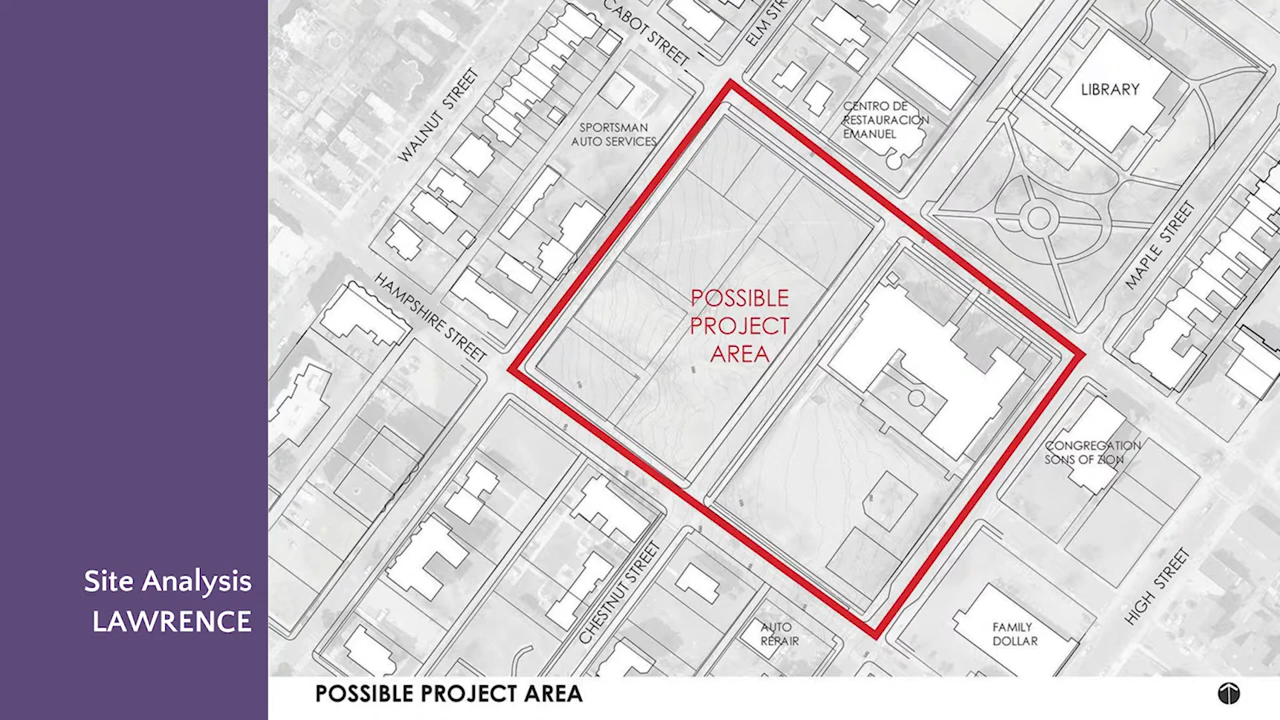 CABOT STREET
ELM STR
WALNUT STREET
SPORTSMAN
AUTO SERVICES
CENTRO DE
RESTAURACION
EMANUEL
LIBRARY
MAPLE STREET
HAMPSHIRE STREET
POSSIBLE
PROJECT
AREA
CONGREGATION
SONS OF ZION
CHESTNUT STREET
HIGH STREET
AUTO
REPAIR
FAMILY
DOLLAR
Site Analysis
LAWRENCE
POSSIBLE PROJECT AREA